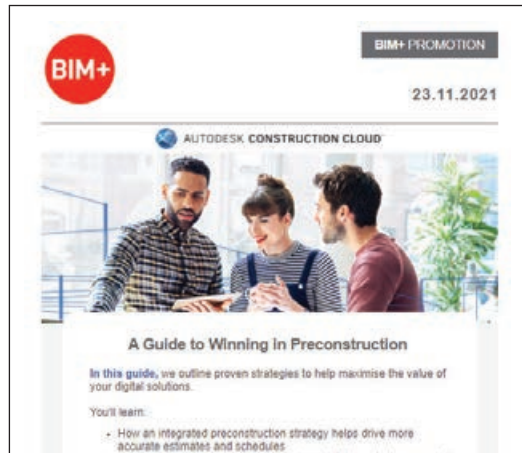 BIM+ PROMOTION
BIM+
23.11.2021
AUTODESK CONSTRUCTION CLOUD
A Guide to Winning in Preconstruction
In this guide, we outline proven strategies to help maximise the value of
your digital solutions.
You'll learn:
• How an integrated preconstruction strategy helps drive more
accurate estimates and schedules